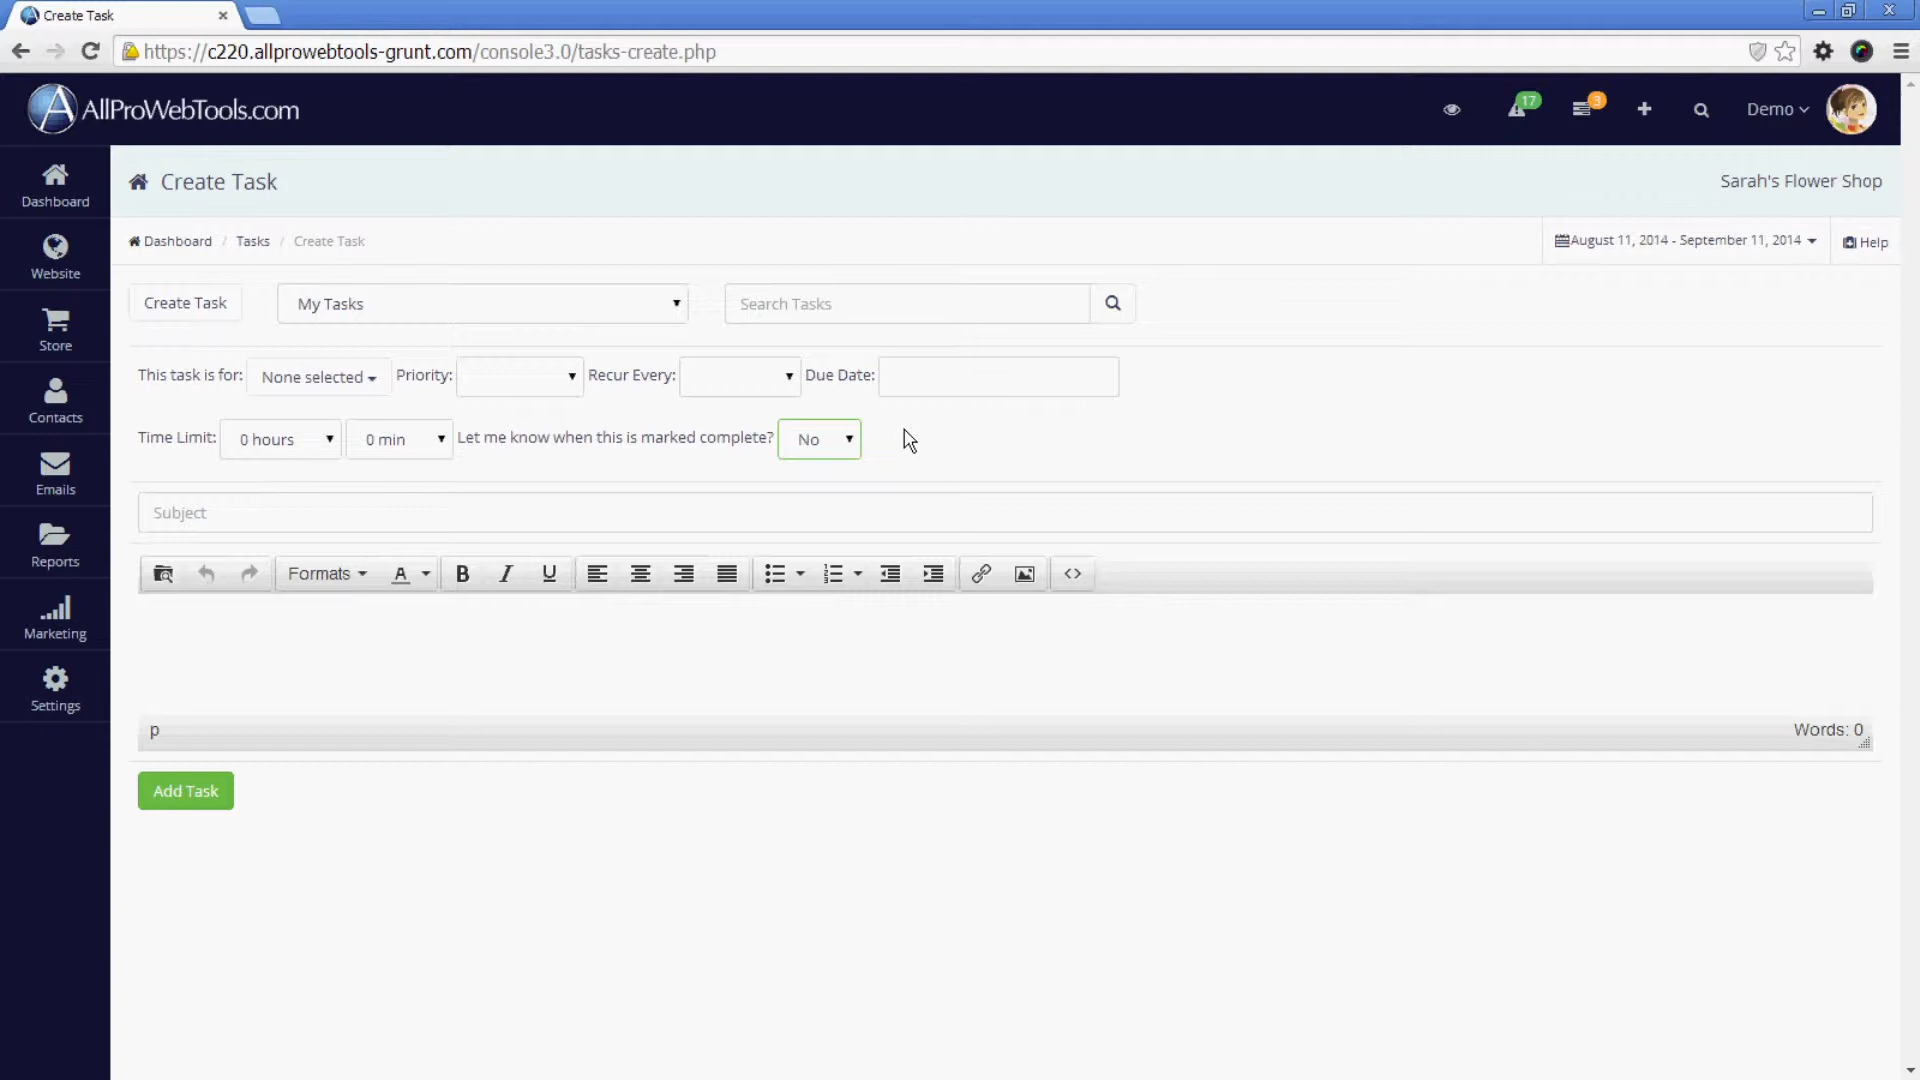 Create Task
https://c220.allprowebtools-grunt.com/console3.0/tasks-create.php
AllProWebTools.com
17
3
Demo
Dashboard
Website
Store
Contacts
Emails
Reports
Marketing
Settings
Create Task
Sarah's Flower Shop
Dashboard / Tasks / Create Task
August 11, 2014 - September 11, 2014
Help
Create Task
My Tasks
Search Tasks
This task is for: None selected Priority: Recur Every: Due Date:
Time Limit: 0 hours 0 min Let me know when this is marked complete? No
Subject
Formats A B I U
p
Words: 0
Add Task